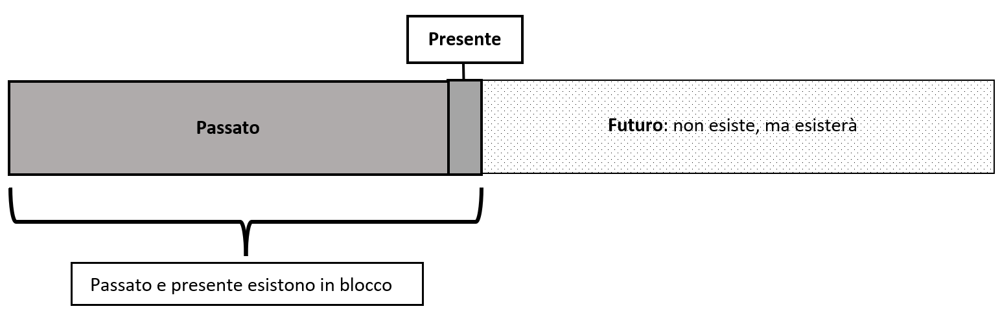 Presente
Passato
Futuro: non esiste, ma esisterà
Passato e presente esistono in blocco